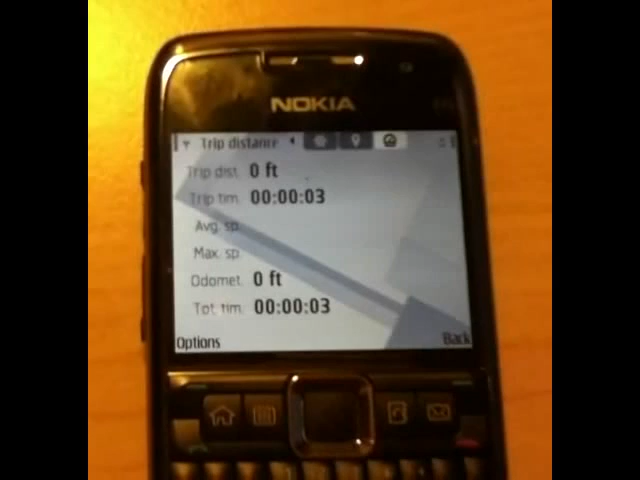 NOKIA
Trip distance
Trip dist. 0 ft
Trip tim. 00:00:03
Avg. sp.
Max. sp.
Odomet. 0 ft
Tot. tim. 00:00:03
Options Back